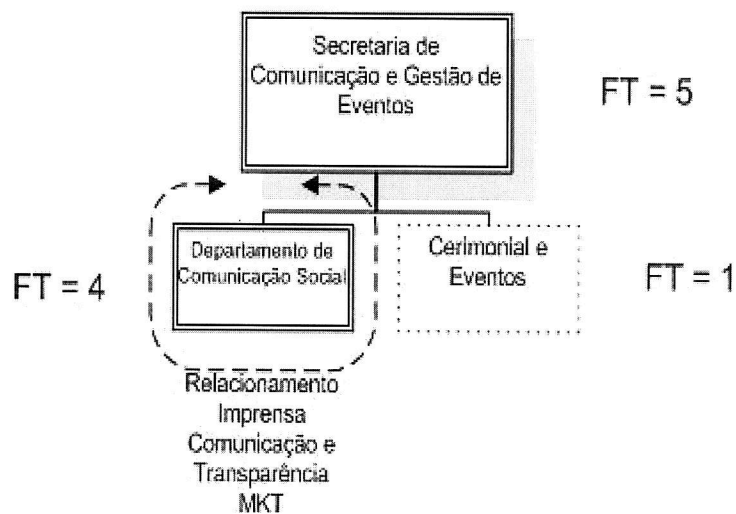 Secretaria de
Comunicação e Gestão de
Eventos
FT = 5
Departamento de
Comunicação Social
Cerimonial e
Eventos
FT = 4
FT = 1
Relacionamento
Imprensa
Comunicação e
Transparência
MKT